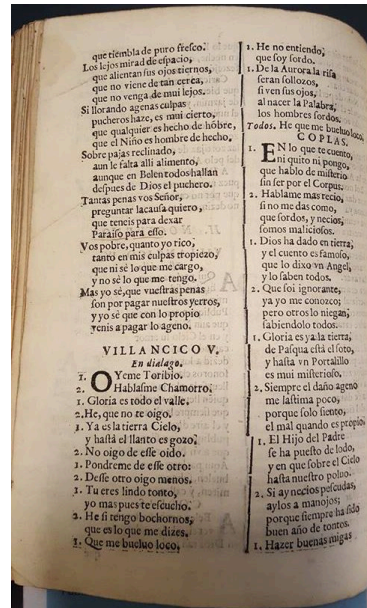 que tiembla de puro fresco.
Los lejos mirad de espacio,
que alientan sus ojos tiernos,
que no viene de tan cerca,
que no venga de mui lejos.
Si llorando agenas culpas
pucheros haze, es mui cierto,
que qualquier es hecho de hōbre,
que el Niño es hombre de hecho.
Sobre pajas reclinado,
aun le falta alli alimento,
aunque en Belen todos hallan
despues de Dios el puchero.
Tantas penas vos Señor,
preguntar la causa quiero,
que teneis para dexar
Paraiso para esso.
Vos pobre, quanto yo rico,
tanto en mis culpas tropiezo,
que ni sè lo que me cargo,
y no sè lo que me tengo.
Mas yo sè, que vuestras penas
son por pagar nuestros yerros,
y yo sè que con lo propio
venis a pagar lo ageno.
VILLANCICO V.
En dialago.
1. OYeme Toribio.
2. Hablasme Chamorro.
1. Gloria es todo el valle.
2. He, que no te oigo.
1. Ya es la tierra Cielo,
y hasta el llanto es gozo.
2. No oigo de esse oido.
1. Pondreme de esse otro:
2. Desse otro oigo menos.
1. Tu eres lindo tonto,
yo mas pues te escucho.
2. He si tengo bochornos,
que es lo que me dizes.
1. Que me bueluo loco,
1. He no entiendo,
que soy sordo.
1. De la Aurora la risa
seran sollozos,
si ven sus ojos,
al nacer la Palabra,
los hombres sordos.
Todos. He que me bueluo loco,
COPLAS.
1. EN lo que te cuento,
ni quito ni pongo,
que hablo de misterio
sin ser por el Corpus.
2. Hablame mas recio,
si no me das como,
que sordos, y necios,
somos maliciosos.
1. Dios ha dado en tierra,
y el cuento es famoso,
que lo dixo vn Angel,
y lo saben todos.
2. Que soi ignorante,
ya yo me conozco;
pero otros lo niegan,
sabiendolo todos.
1. Gloria es ya la tierra,
de Pasqua està el soto,
y hasta vn Portalillo
es mui misterioso.
2. Siempre el daño ageno
me lastima poco,
porque solo siento,
el mal quando es propio.
1. El Hijo del Padre
se ha puesto de lodo,
y en que sobre el Cielo
hasta nuestro poluo.
2. Si ay necios pescudas,
aylos a manojos;
porque siempre ha sido
buen año de tontos.
1. Hazer buenas migas